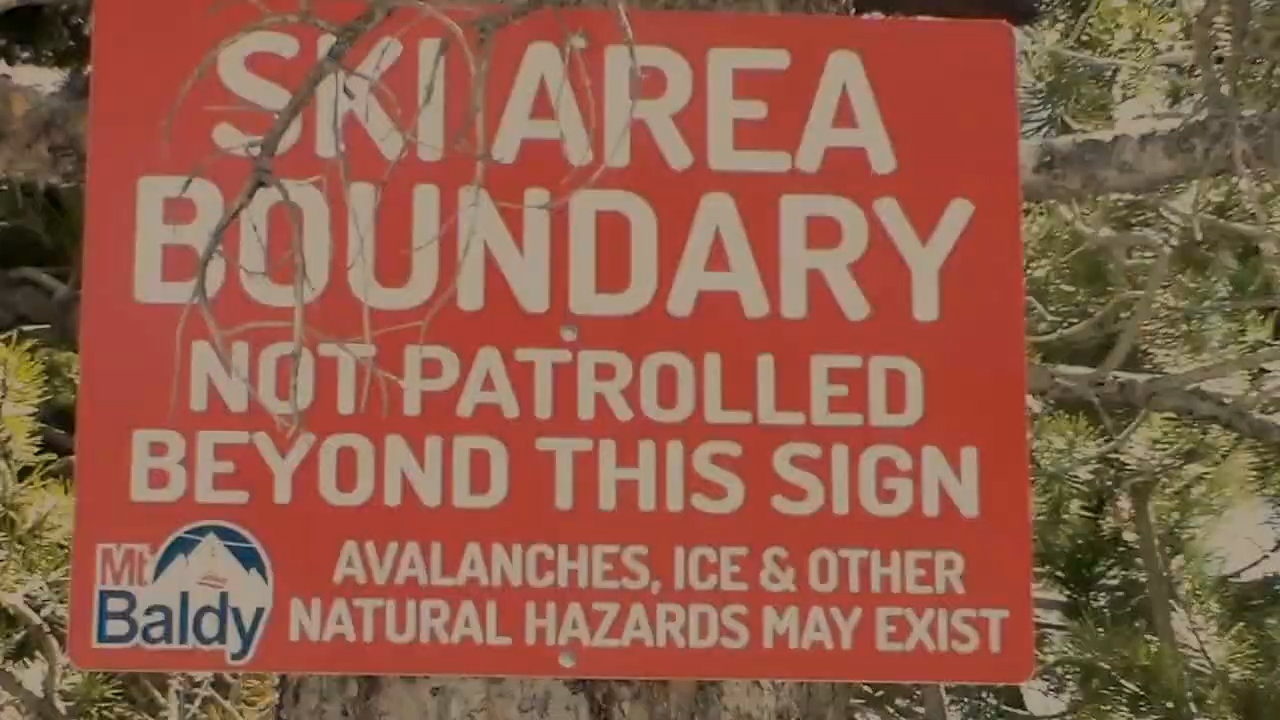 SKI AREA
BOUNDARY
NOT PATROLLED
BEYOND THIS SIGN
AVALANCHES, ICE & OTHER
NATURAL HAZARDS MAY EXIST
Mt
Baldy